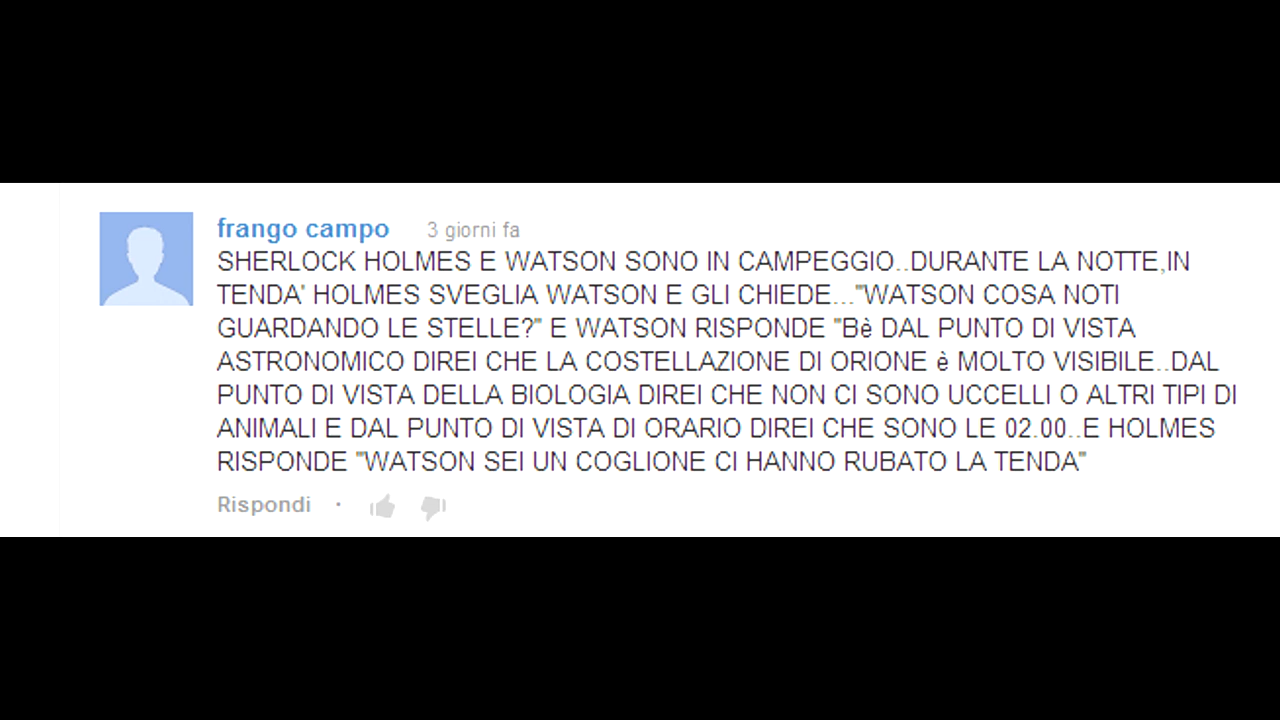 frango campo 3 giorni fa
SHERLOCK HOLMES E WATSON SONO IN CAMPEGGIO..DURANTE LA NOTTE,IN
TENDA' HOLMES SVEGLIA WATSON E GLI CHIEDE..."WATSON COSA NOTI
GUARDANDO LE STELLE?" E WATSON RISPONDE "Bè DAL PUNTO DI VISTA
ASTRONOMICO DIREI CHE LA COSTELLAZIONE DI ORIONE è MOLTO VISIBILE..DAL
PUNTO DI VISTA DELLA BIOLOGIA DIREI CHE NON CI SONO UCCELLI O ALTRI TIPI DI
ANIMALI E DAL PUNTO DI VISTA DI ORARIO DIREI CHE SONO LE 02.00..E HOLMES
RISPONDE "WATSON SEI UN COGLIONE CI HANNO RUBATO LA TENDA"
Rispondi ·